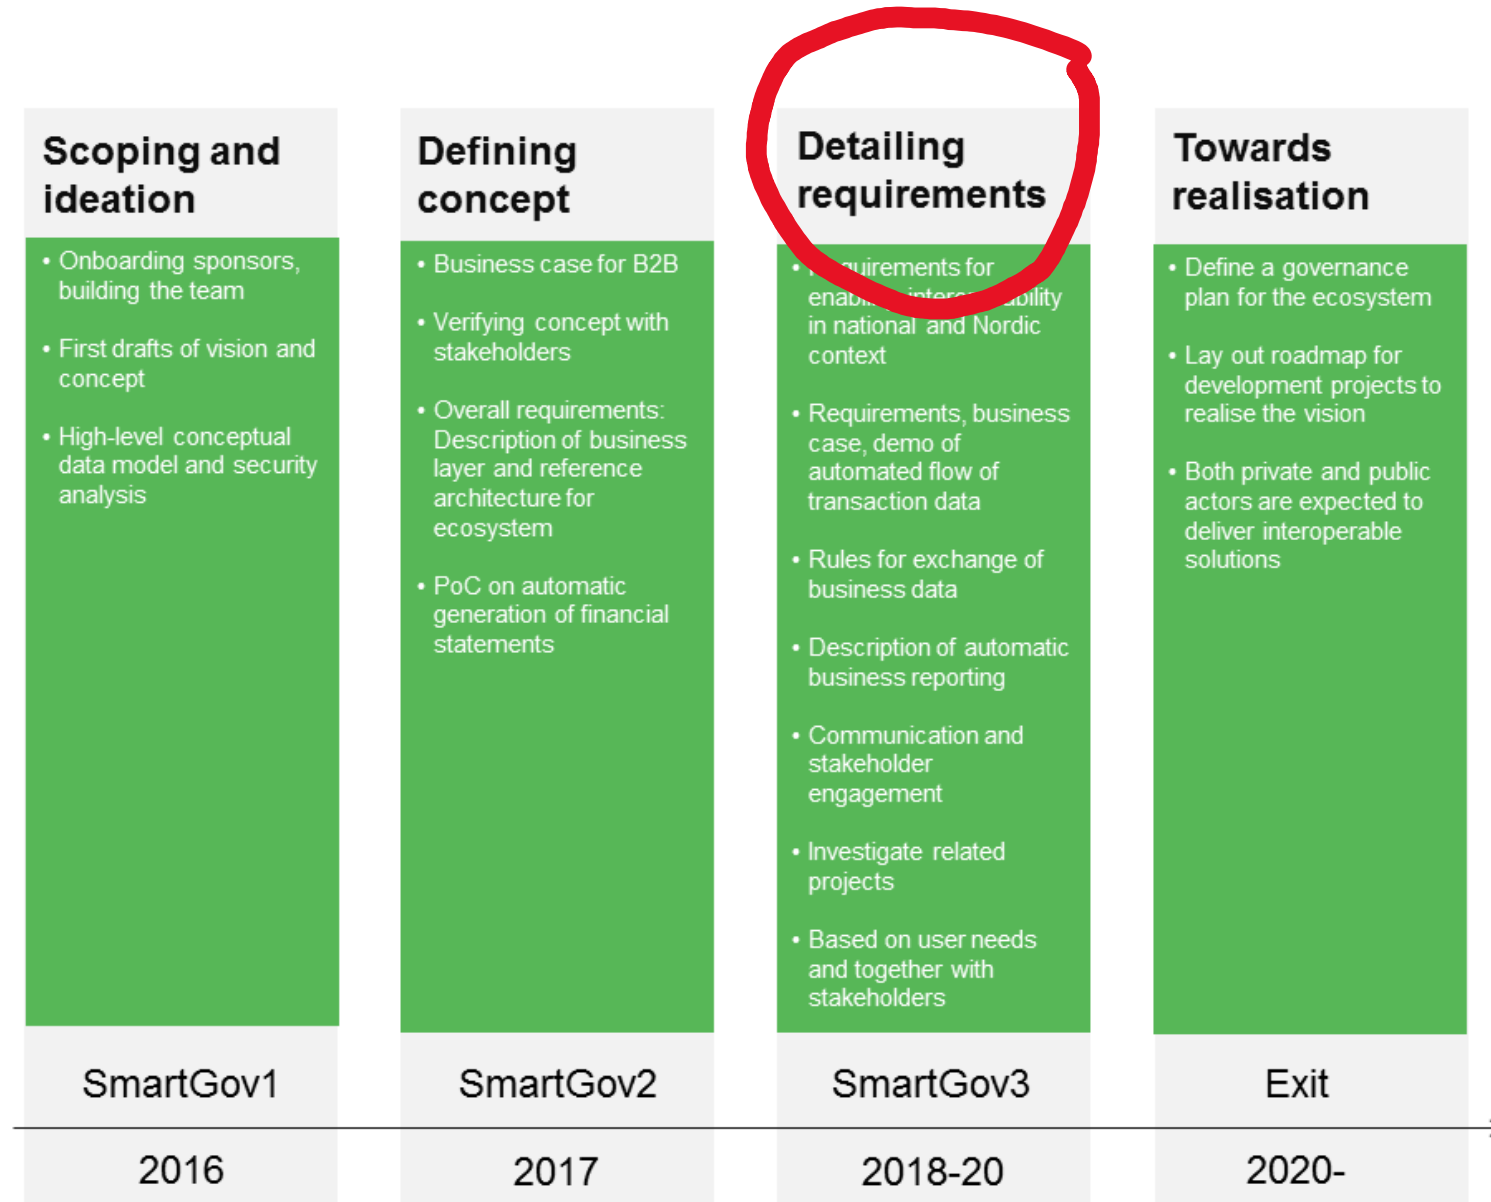 Scoping and
ideation
• Onboarding sponsors,
building the team
• First drafts of vision and
concept
• High-level conceptual
data model and security
analysis
SmartGov1
2016
Defining
concept
• Business case for B2B
• Verifying concept with
stakeholders
• Overall requirements:
Description of business
layer and reference
architecture for
ecosystem
• PoC on automatic
generation of financial
statements
SmartGov2
2017
Detailing
requirements
• Requirements for
enabling interoperability
in national and Nordic
context
• Requirements, business
case, demo of
automated flow of
transaction data
• Rules for exchange of
business data
• Description of automatic
business reporting
• Communication and
stakeholder
engagement
• Investigate related
projects
• Based on user needs
and together with
stakeholders
SmartGov3
2018-20
Towards
realisation
• Define a governance
plan for the ecosystem
• Lay out roadmap for
development projects to
realise the vision
• Both private and public
actors are expected to
deliver interoperable
solutions
Exit
2020-